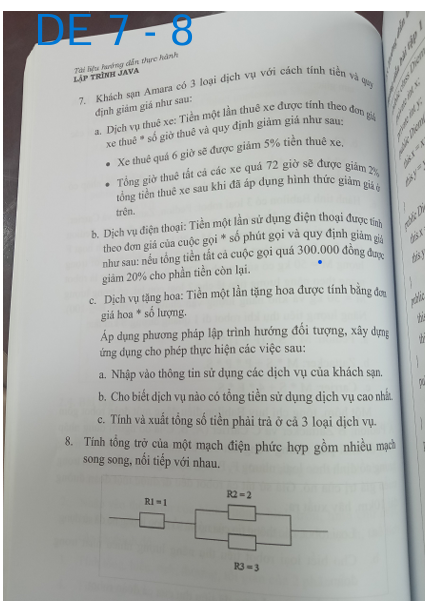 DE 7 - 8
Tài liệu hướng dẫn thực hành
LẬP TRÌNH JAVA
7. Khách sạn Amara có 3 loại dịch vụ với cách tính tiền và quy
định giảm giá như sau:
a. Dịch vụ thuê xe: Tiền một lần thuê xe được tính theo đơn giá
xe thuê * số giờ thuê và quy định giảm giá như sau:
• Xe thuê quá 6 giờ sẽ được giảm 5% tiền thuê xe.
• Tổng giờ thuê tất cả các xe quá 72 giờ sẽ được giảm 2%
tổng tiền thuê xe sau khi đã áp dụng hình thức giảm giá ở
trên.
b. Dịch vụ điện thoại: Tiền một lần sử dụng điện thoại được tính
theo đơn giá của cuộc gọi * số phút gọi và quy định giảm giá
như sau: nếu tổng tiền tất cả cuộc gọi quá 300,000 đồng được
giảm 20% cho phần tiền còn lại.
c. Dịch vụ tặng hoa: Tiền một lần tặng hoa được tính bằng đơn
giá hoa * số lượng.
Áp dụng phương pháp lập trình hướng đối tượng, xây dựng
ứng dụng cho phép thực hiện các việc sau:
a. Nhập vào thông tin sử dụng các dịch vụ của khách sạn.
b. Cho biết dịch vụ nào có tổng tiền sử dụng dịch vụ cao nhất.
c. Tính và xuất tổng số tiền phải trả ở cả 3 loại dịch vụ.
8. Tính tổng trở của một mạch điện phức hợp gồm nhiều mạch
song song, nối tiếp với nhau.
R2 = 2
R1 = 1
R3 = 3